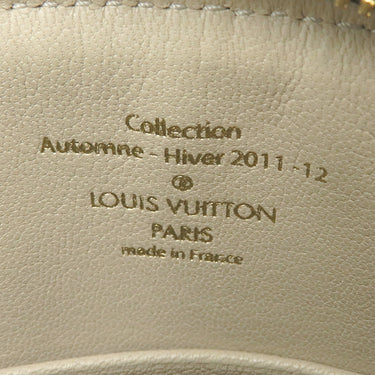 Collection
Automne - Hiver 2011-12
®
LOUIS VUITTON
PARIS
made in France